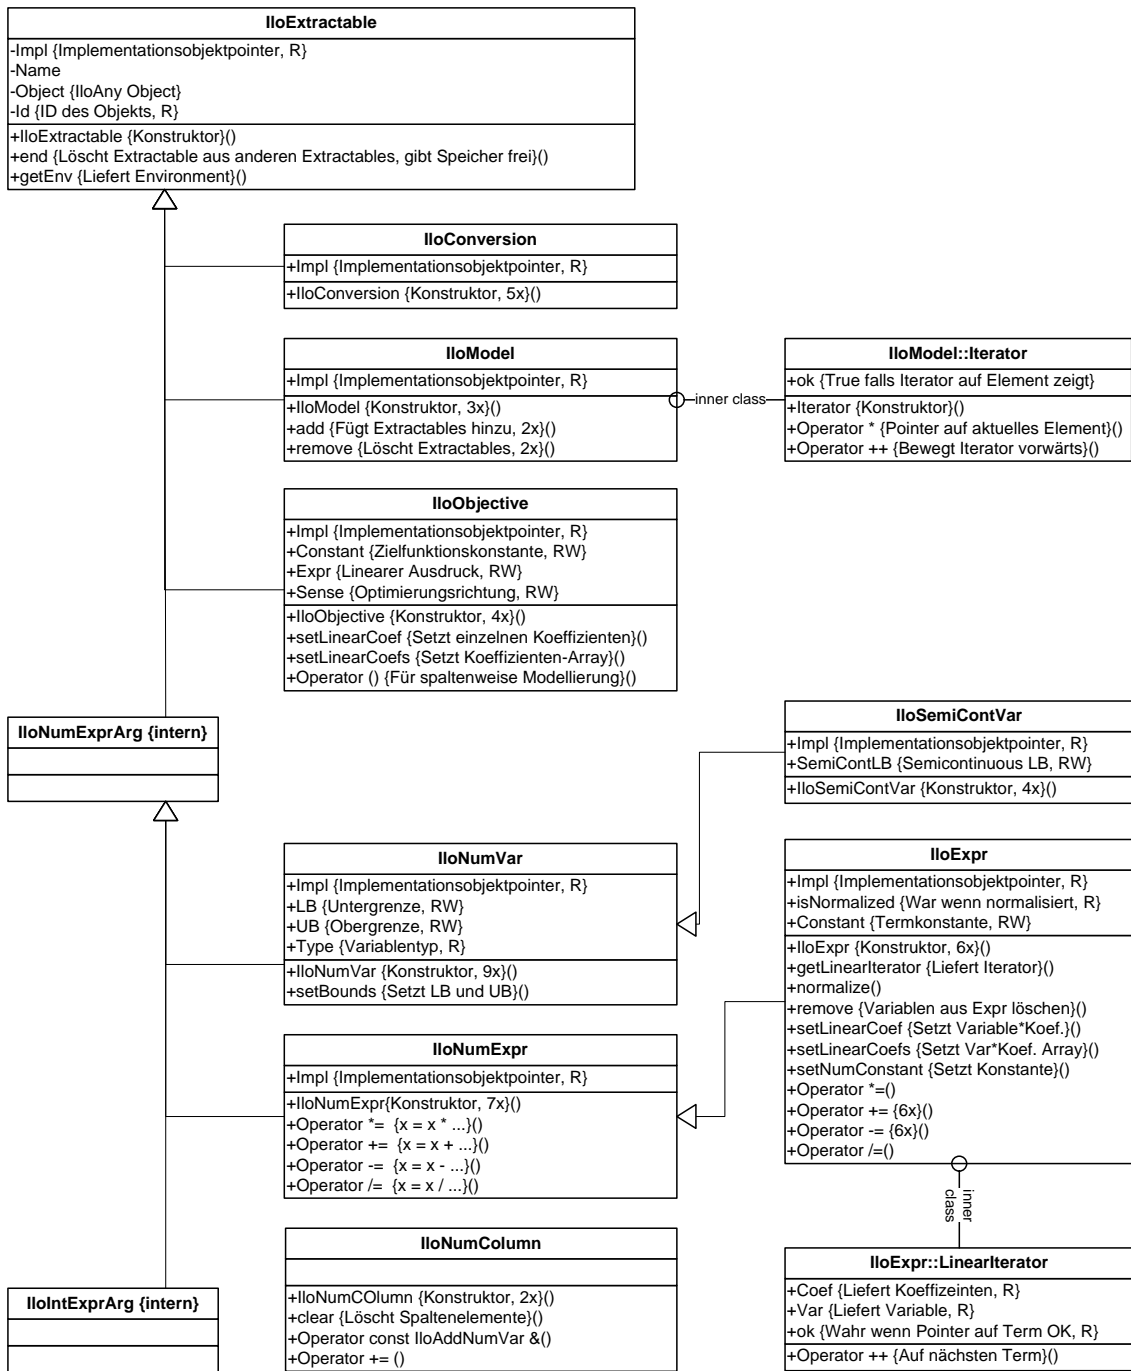 IloExtractable
-Impl {Implementationsobjektpointer, R}
-Name
-Object {IloAny Object}
-Id {ID des Objekts, R}
+IloExtractable {Konstruktor}()
+end {Löscht Extractable aus anderen Extractables, gibt Speicher frei}()
+getEnv {Liefert Environment}()
IloConversion
+Impl {Implementationsobjektpointer, R}
+IloConversion {Konstruktor, 5x}()
IloModel
+Impl {Implementationsobjektpointer, R}
+IloModel {Konstruktor, 3x}()
+add {Fügt Extractables hinzu, 2x}()
+remove {Löscht Extractables, 2x}()
inner class
IloModel::Iterator
+ok {True falls Iterator auf Element zeigt}
+Iterator {Konstruktor}()
+Operator * {Pointer auf aktuelles Element}()
+Operator ++ {Bewegt Iterator vorwärts}()
IloObjective
+Impl {Implementationsobjektpointer, R}
+Constant {Zielfunktionskonstante, RW}
+Expr {Linearer Ausdruck, RW}
+Sense {Optimierungsrichtung, RW}
+IloObjective {Konstruktor, 4x}()
+setLinearCoef {Setzt einzelnen Koeffizienten}()
+setLinearCoefs {Setzt Koeffizienten-Array}()
+Operator () {Für spaltenweise Modellierung}()
IloNumExprArg {intern}
IloSemiContVar
+Impl {Implementationsobjektpointer, R}
+SemiContLB {Semicontinuous LB, RW}
+IloSemiContVar {Konstruktor, 4x}()
IloNumVar
+Impl {Implementationsobjektpointer, R}
+LB {Untergrenze, RW}
+UB {Obergrenze, RW}
+Type {Variablentyp, R}
+IloNumVar {Konstruktor, 9x}()
+setBounds {Setzt LB und UB}()
IloExpr
+Impl {Implementationsobjektpointer, R}
+isNormalized {War wenn normalisiert, R}
+Constant {Termkonstante, RW}
+IloExpr {Konstruktor, 6x}()
+getLinearIterator {Liefert Iterator}()
+normalize()
+remove {Variablen aus Expr löschen}()
+setLinearCoef {Setzt Variable*Koef.}()
+setLinearCoefs {Setzt Var*Koef. Array}()
+setNumConstant {Setzt Konstante}()
+Operator *=()
+Operator += {6x}()
+Operator -= {6x}()
+Operator /=()
IloNumExpr
+Impl {Implementationsobjektpointer, R}
+IloNumExpr{Konstruktor, 7x}()
+Operator *= {x = x * ...}()
+Operator += {x = x + ...}()
+Operator -= {x = x - ...}()
+Operator /= {x = x / ...}()
inner
class
IloNumColumn
+IloNumCOlumn {Konstruktor, 2x}()
+clear {Löscht Spaltenelemente}()
+Operator const IloAddNumVar &()
+Operator += ()
IloIntExprArg {intern}
IloExpr::LinearIterator
+Coef {Liefert Koeffizeinten, R}
+Var {Liefert Variable, R}
+ok {Wahr wenn Pointer auf Term OK, R}
+Operator ++ {Auf nächsten Term}()